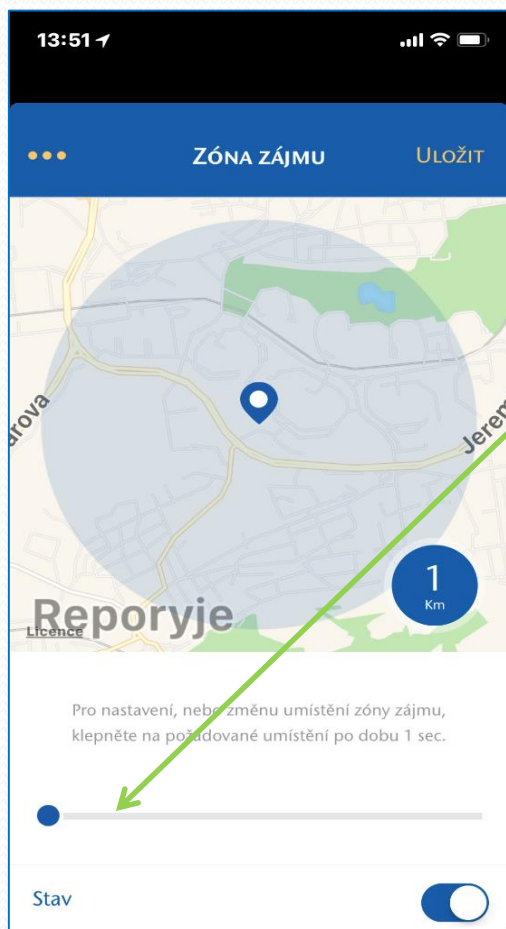 13:51
Zóna zájmu
Uložit
arova
Jerem
1
Km
Reporyje
Licence
Pro nastavení, nebo změnu umístění zóny zájmu,
klepněte na požadované umístění po dobu 1 sec.
Stav